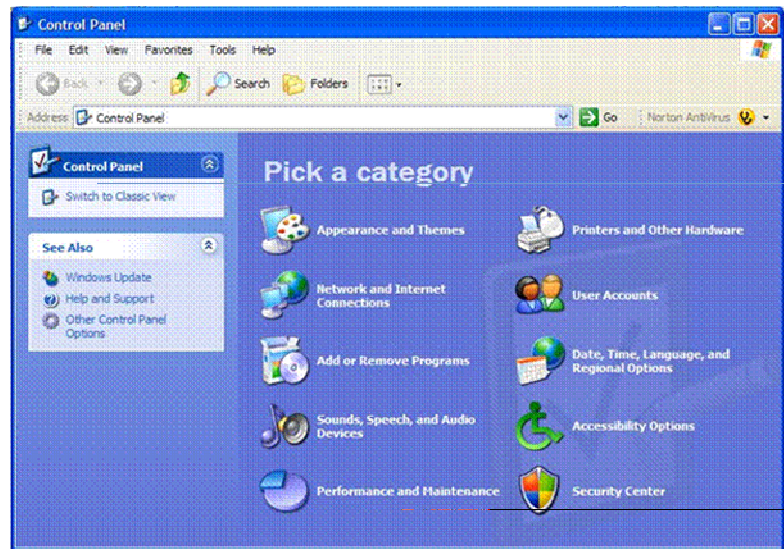 Control Panel
File Edit View Favorites Tools Help
Back Search Folders
Address Control Panel Go Norton AntiVirus
Control Panel
Switch to Classic View
See Also
Windows Update
Help and Support
Other Control Panel
Options
Pick a category
Appearance and Themes
Printers and Other Hardware
Network and Internet
Connections
User Accounts
Add or Remove Programs
Date, Time, Language, and
Regional Options
Sounds, Speech, and Audio
Devices
Accessibility Options
Performance and Maintenance
Security Center